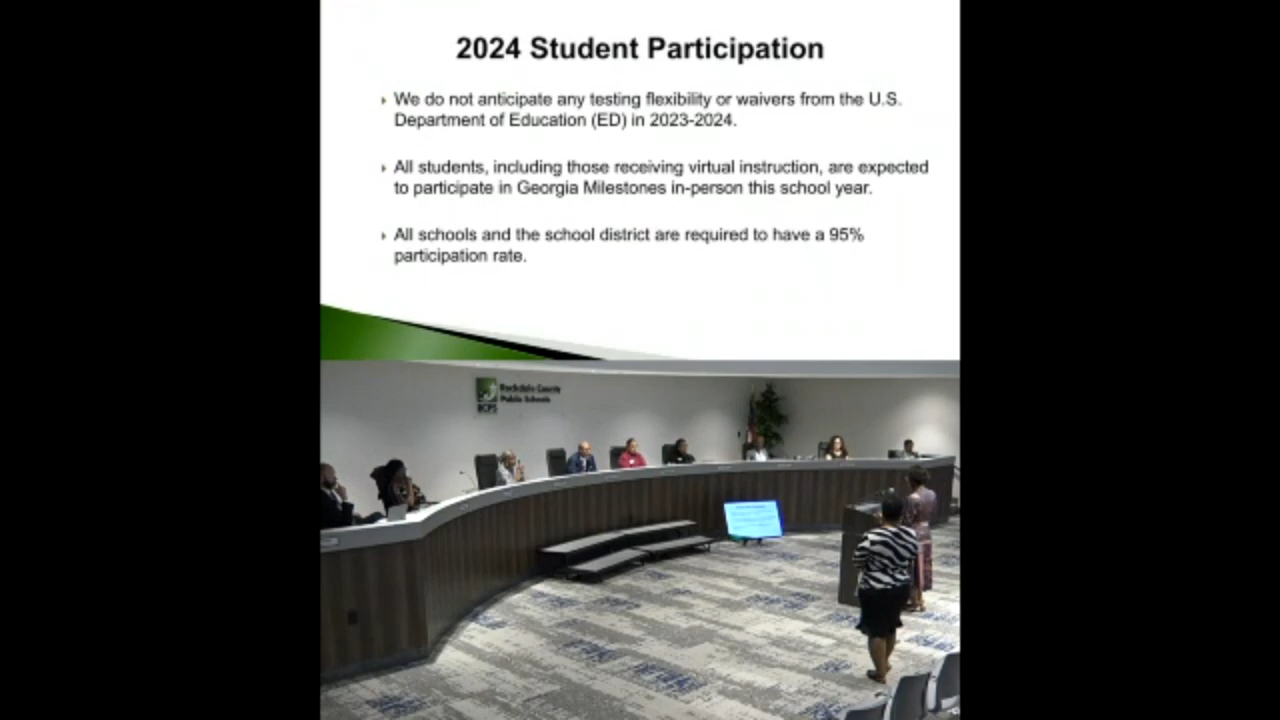 2024 Student Participation
We do not anticipate any testing flexibility or waivers from the U.S.
Department of Education (ED) in 2023-2024.
All students, including those receiving virtual instruction, are expected
to participate in Georgia Milestones in-person this school year.
All schools and the school district are required to have a 95%
participation rate.
Rockdale County
Public Schools
RCPS